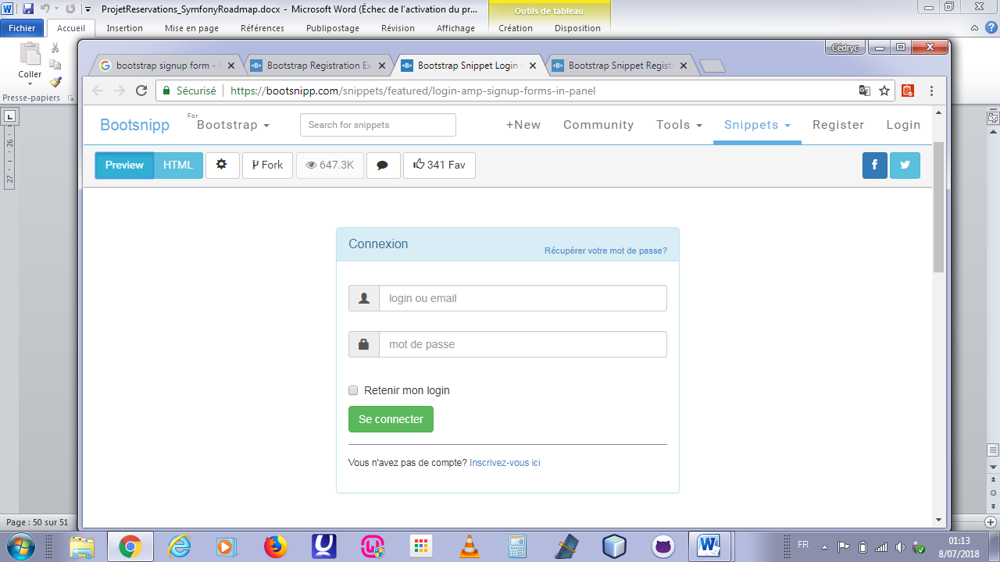 ProjetReservations_SymfonyRoadmap.docx - Microsoft Word (Échec de l'activation du pr...
Outils de tableau
Fichier Accueil Insertion Mise en page Références Publipostage Révision Affichage Création Disposition
Coller
Presse-papiers
Cédryc
bootstrap signup form -
Bootstrap Registration Ex
Bootstrap Snippet Login
Bootstrap Snippet Registe
Sécurisé https://bootsnipp.com/snippets/featured/login-amp-signup-forms-in-panel
Bootsnipp For Bootstrap Search for snippets +New Community Tools Snippets Register Login
Preview HTML Fork 647.3K 341 Fav
Connexion
Récupérer votre mot de passe?
login ou email
mot de passe
Retenir mon login
Se connecter
Vous n'avez pas de compte? Inscrivez-vous ici
26
27
Page : 50 sur 51
FR
01:13
8/07/2018